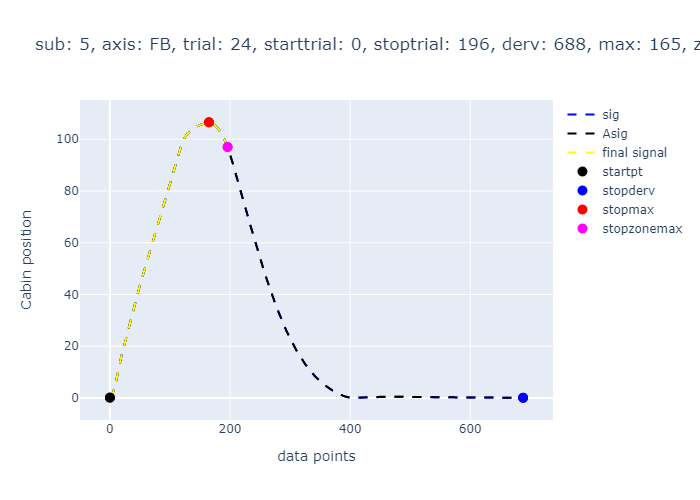 sub: 5, axis: FB, trial: 24, starttrial: 0, stoptrial: 196, derv: 688, max: 165, z
sig
Asig
final signal
startpt
stopderv
stopmax
stopzonemax
100
80
60
40
20
0
Cabin position
0 200 400 600
data points